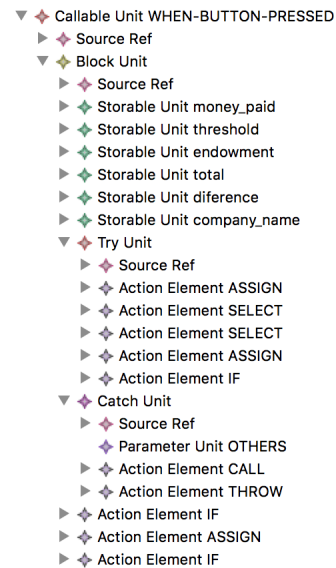 Callable Unit WHEN-BUTTON-PRESSED
Source Ref
Block Unit
Source Ref
Storable Unit money_paid
Storable Unit threshold
Storable Unit endowment
Storable Unit total
Storable Unit diference
Storable Unit company_name
Try Unit
Source Ref
Action Element ASSIGN
Action Element SELECT
Action Element SELECT
Action Element ASSIGN
Action Element IF
Catch Unit
Source Ref
Parameter Unit OTHERS
Action Element CALL
Action Element THROW
Action Element IF
Action Element ASSIGN
Action Element IF